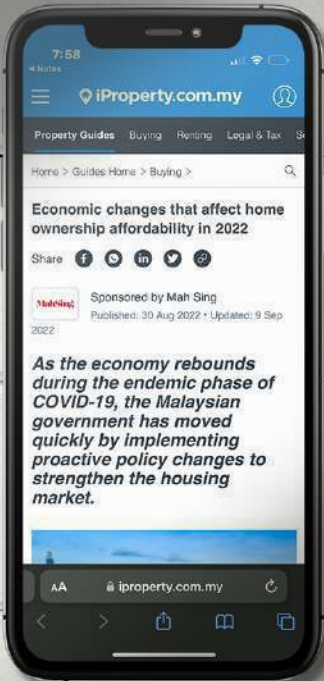 7:58
◀ Notes
iProperty.com.my
Property Guides Buying Renting Legal & Tax
Home > Guides Home > Buying >
Economic changes that affect home
ownership affordability in 2022
Share
MahSing
Sponsored by Mah Sing
Published: 30 Aug 2022 • Updated: 9 Sep
2022
As the economy rebounds
during the endemic phase of
COVID-19, the Malaysian
government has moved
quickly by implementing
proactive policy changes to
strengthen the housing
market.
AA iproperty.com.my